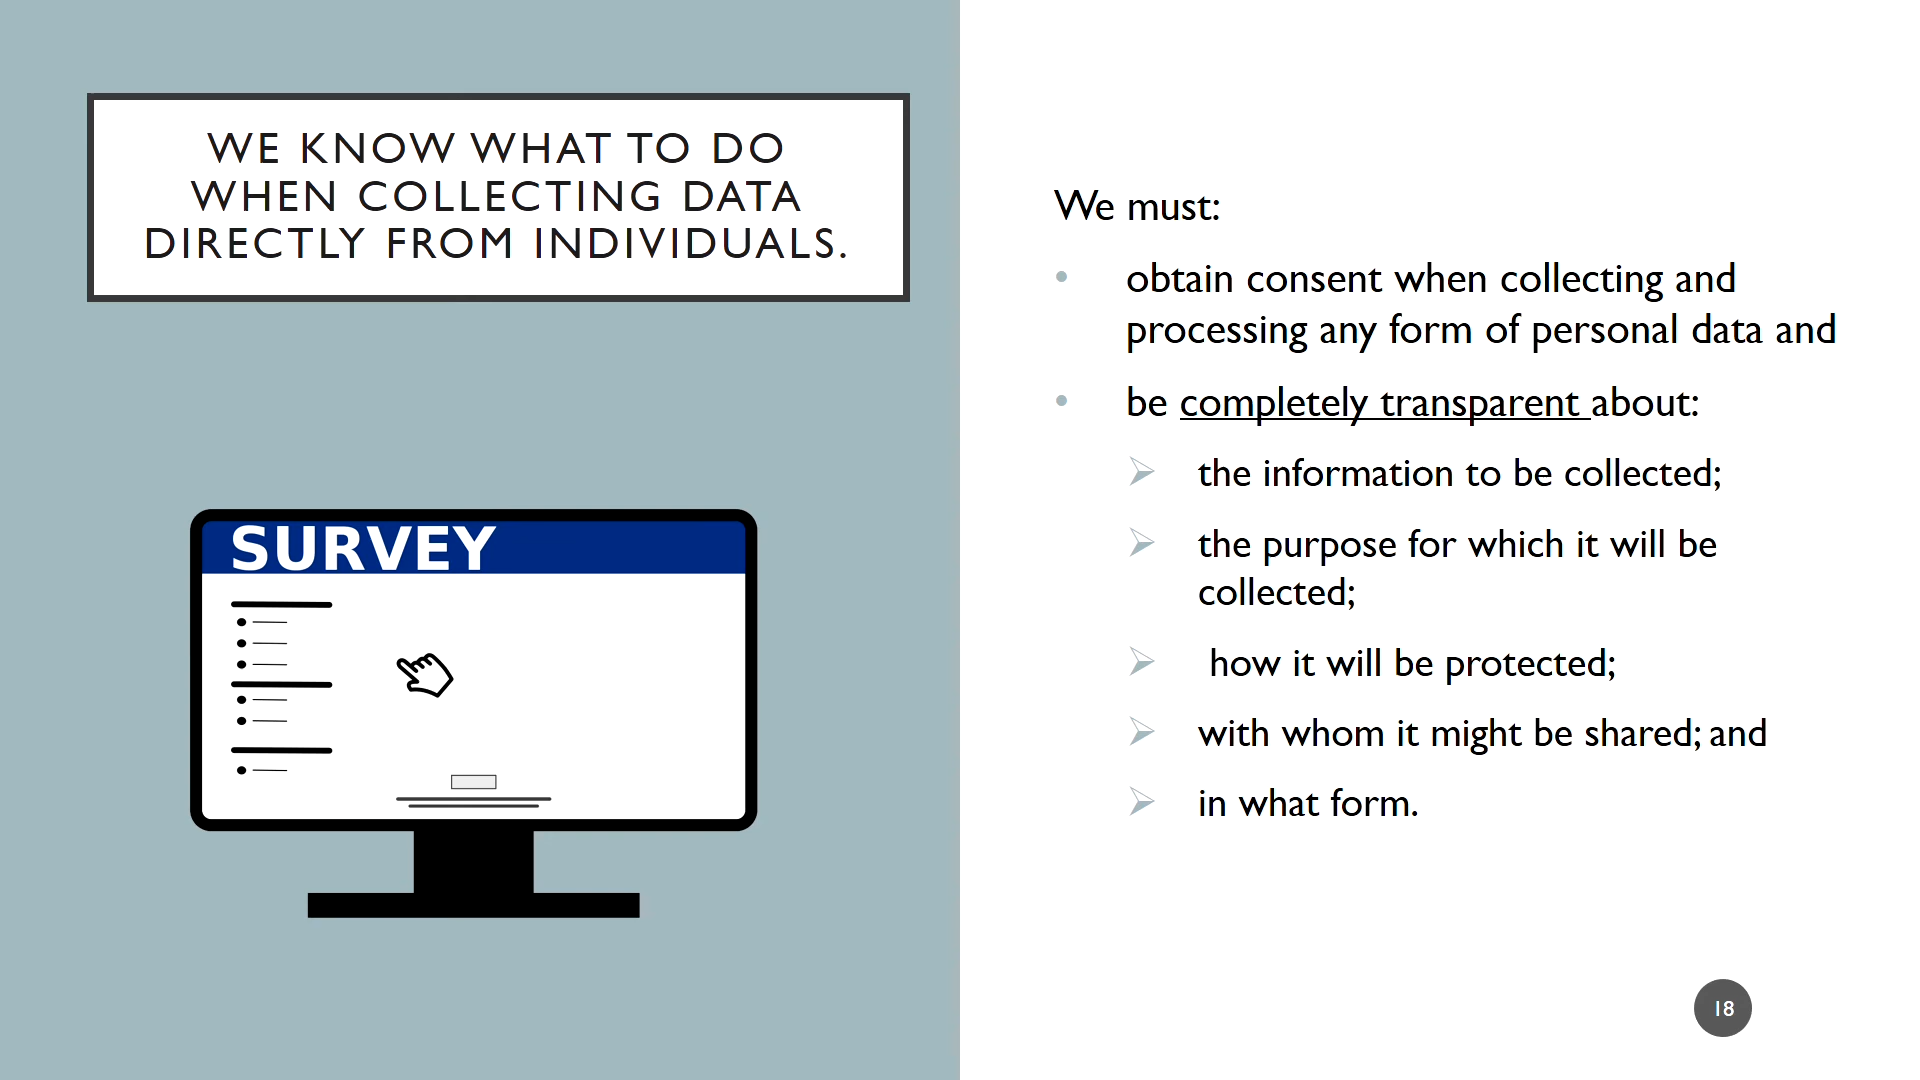 WE KNOW WHAT TO DO
WHEN COLLECTING DATA
DIRECTLY FROM INDIVIDUALS.
SURVEY
We must:
• obtain consent when collecting and
processing any form of personal data and
• be completely transparent about:
➢ the information to be collected;
➢ the purpose for which it will be
collected;
➢ how it will be protected;
➢ with whom it might be shared; and
➢ in what form.
18